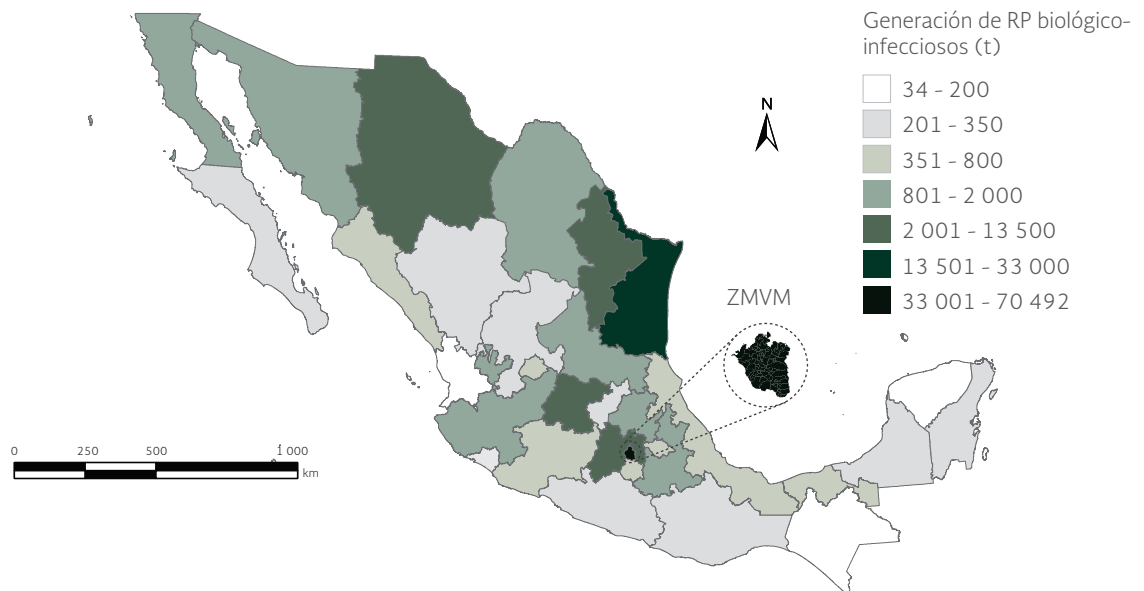 Generación de RP biológico-
infecciosos (t)
34 - 200
201 - 350
351 - 800
801 - 2 000
2 001 - 13 500
13 501 - 33 000
33 001 - 70 492
N
ZMVM
0 250 500 1 000
km